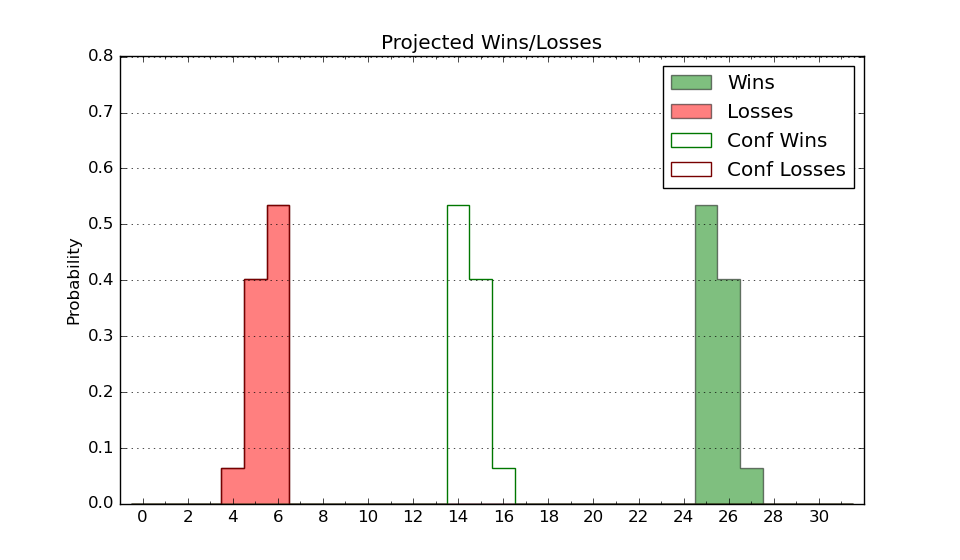 Projected Wins/Losses
0.8
0.7
0.6
0.5
0.4
0.3
0.2
0.1
0.0
Probability
Wins
Losses
Conf Wins
Conf Losses
0 2 4 6 8 10 12 14 16 18 20 22 24 26 28 30